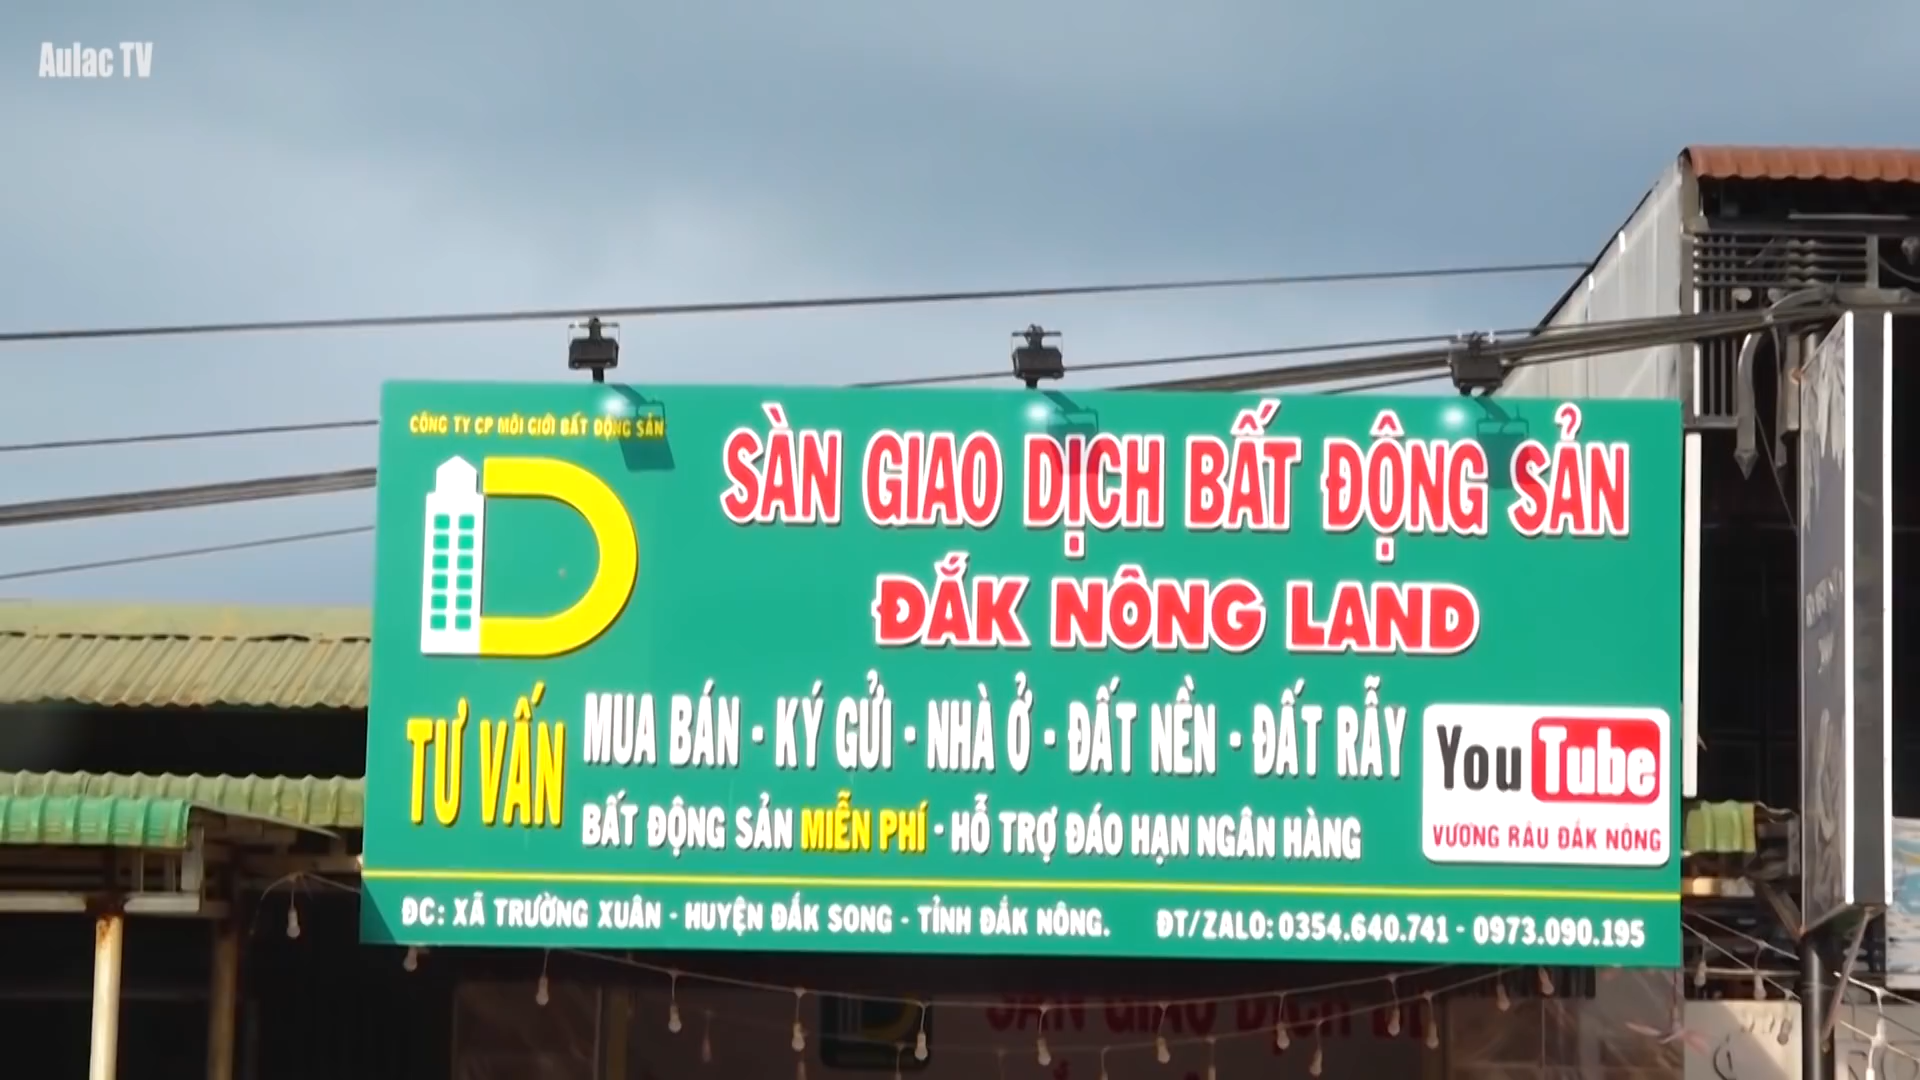 Aulac TV
CÔNG TY CP MÔI GIỚI BẤT ĐỘNG SẢN
SÀN GIAO DỊCH BẤT ĐỘNG SẢN
ĐẮK NÔNG LAND
TƯ VẤN
MUA BÁN - KÝ GỬI - NHÀ Ở - ĐẤT NỀN - ĐẤT RẪY
BẤT ĐỘNG SẢN MIỄN PHÍ - HỖ TRỢ ĐÁO HẠN NGÂN HÀNG
YouTube
VƯƠNG RÂU ĐẮK NÔNG
ĐC: XÃ TRƯỜNG XUÂN - HUYỆN ĐẮK SONG - TỈNH ĐẮK NÔNG. ĐT/ZALO: 0354.640.741 - 0973.090.195
SÀN GIAO DỊCH